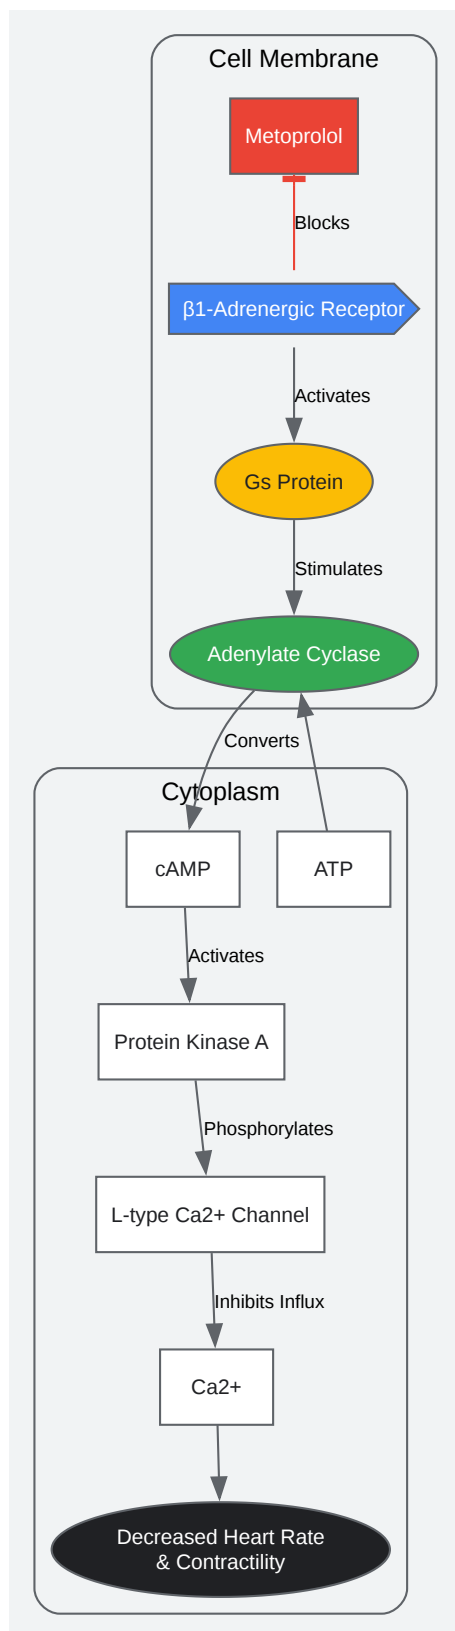 Cell Membrane
Metoprolol
Blocks
β1-Adrenergic Receptor
Activates
Gs Protein
Stimulates
Adenylate Cyclase
Converts
Cytoplasm
cAMP
ATP
Activates
Protein Kinase A
Phosphorylates
L-type Ca2+ Channel
Inhibits Influx
Ca2+
Decreased Heart Rate
& Contractility